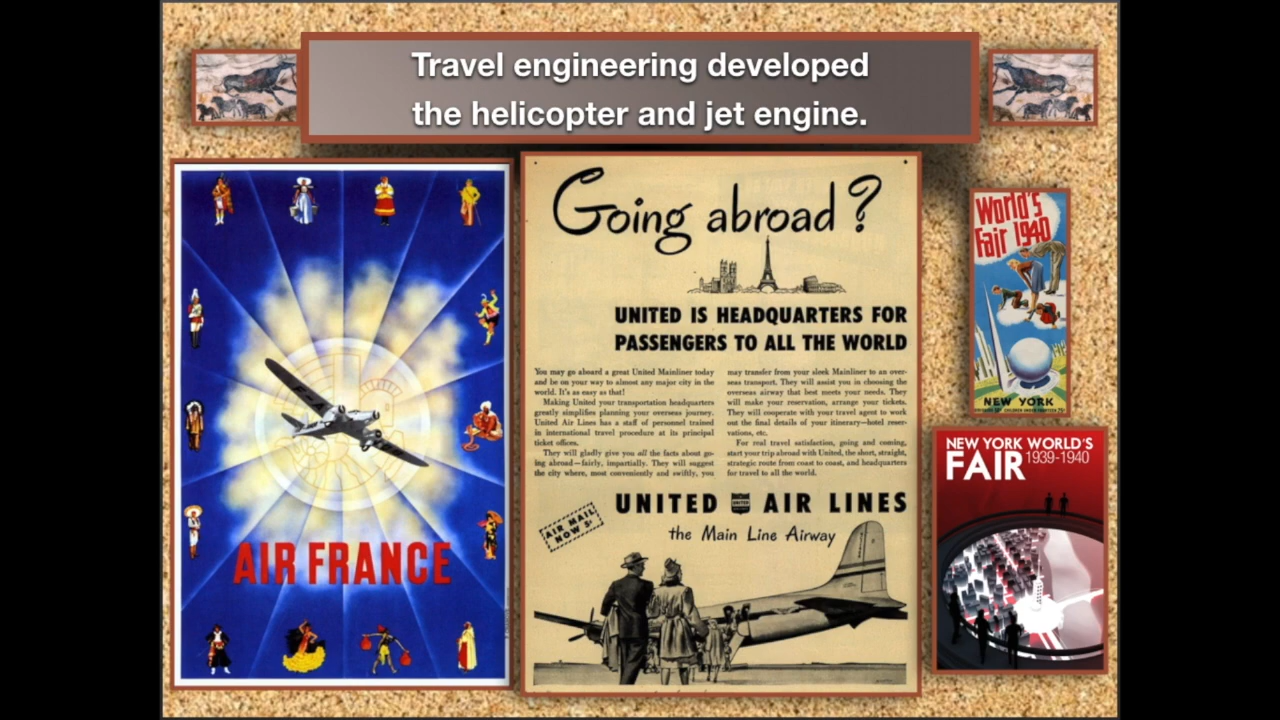 Travel engineering developed
the helicopter and jet engine.
AIR FRANCE
Going abroad?
UNITED IS HEADQUARTERS FOR
PASSENGERS TO ALL THE WORLD
You may go aboard a great United Mainliner today
and be on your way to almost any major city in the
world. It's as easy as that!
Making United your transportation headquarters
greatly simplifies planning your overseas journey.
United Air Lines has a staff of personnel trained
in international travel procedure at its principal
ticket offices.
They will gladly give you all the facts about go-
ing abroad—fairly, impartially. They will suggest
the city where, most conveniently and swiftly, you
may transfer from your sleek Mainliner to an over-
seas transport. They will assist you in choosing the
overseas airway that best meets your needs. They
will make your reservation, arrange your tickets.
They will cooperate with your travel agent to work
out the final details of your itinerary—hotel reser-
vations, etc.
For real travel satisfaction, going and coming,
start your trip abroad with United, the short, straight,
strategic route from coast to coast, and headquarters
for travel to all the world.
UNITED UNITED AIR LINES
the Main Line Airway
AIR MAIL
NOW 5¢
World's
Fair 1940
NEW YORK
NEW YORK WORLD'S
FAIR 1939-1940